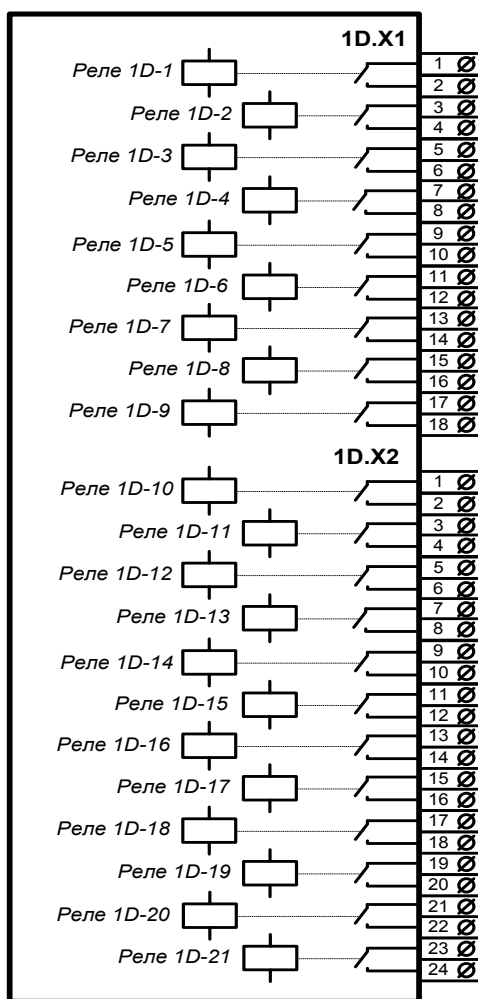 1D.X1
Реле 1D-1 1
2
Реле 1D-2 3
4
Реле 1D-3 5
6
Реле 1D-4 7
8
Реле 1D-5 9
10
Реле 1D-6 11
12
Реле 1D-7 13
14
Реле 1D-8 15
16
Реле 1D-9 17
18
1D.X2
Реле 1D-10 1
2
Реле 1D-11 3
4
Реле 1D-12 5
6
Реле 1D-13 7
8
Реле 1D-14 9
10
Реле 1D-15 11
12
Реле 1D-16 13
14
Реле 1D-17 15
16
Реле 1D-18 17
18
Реле 1D-19 19
20
Реле 1D-20 21
22
Реле 1D-21 23
24